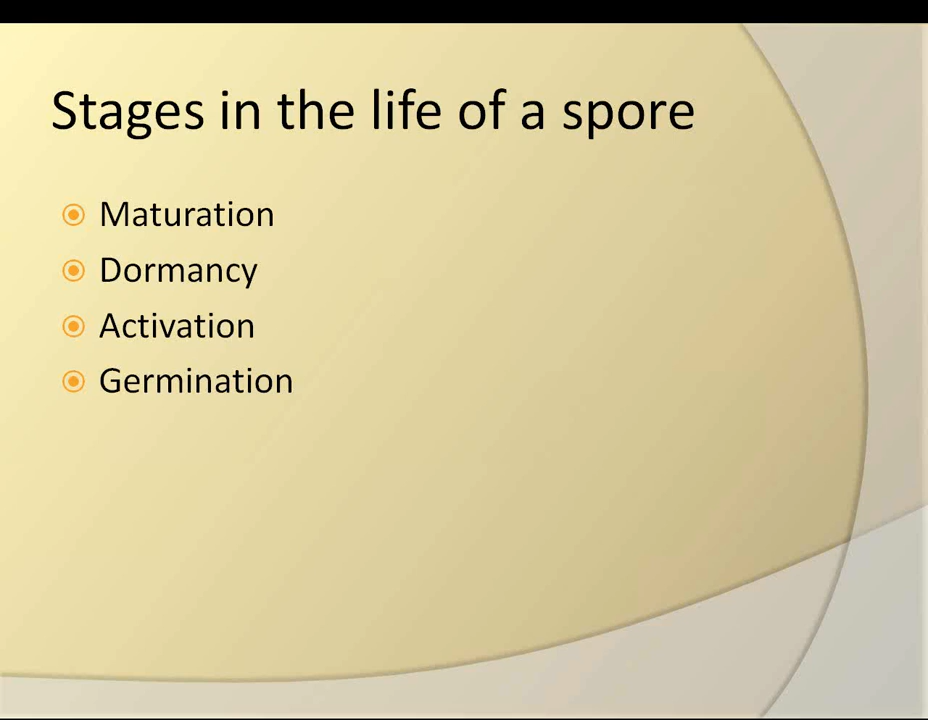 Stages in the life of a spore
Maturation
Dormancy
Activation
Germination